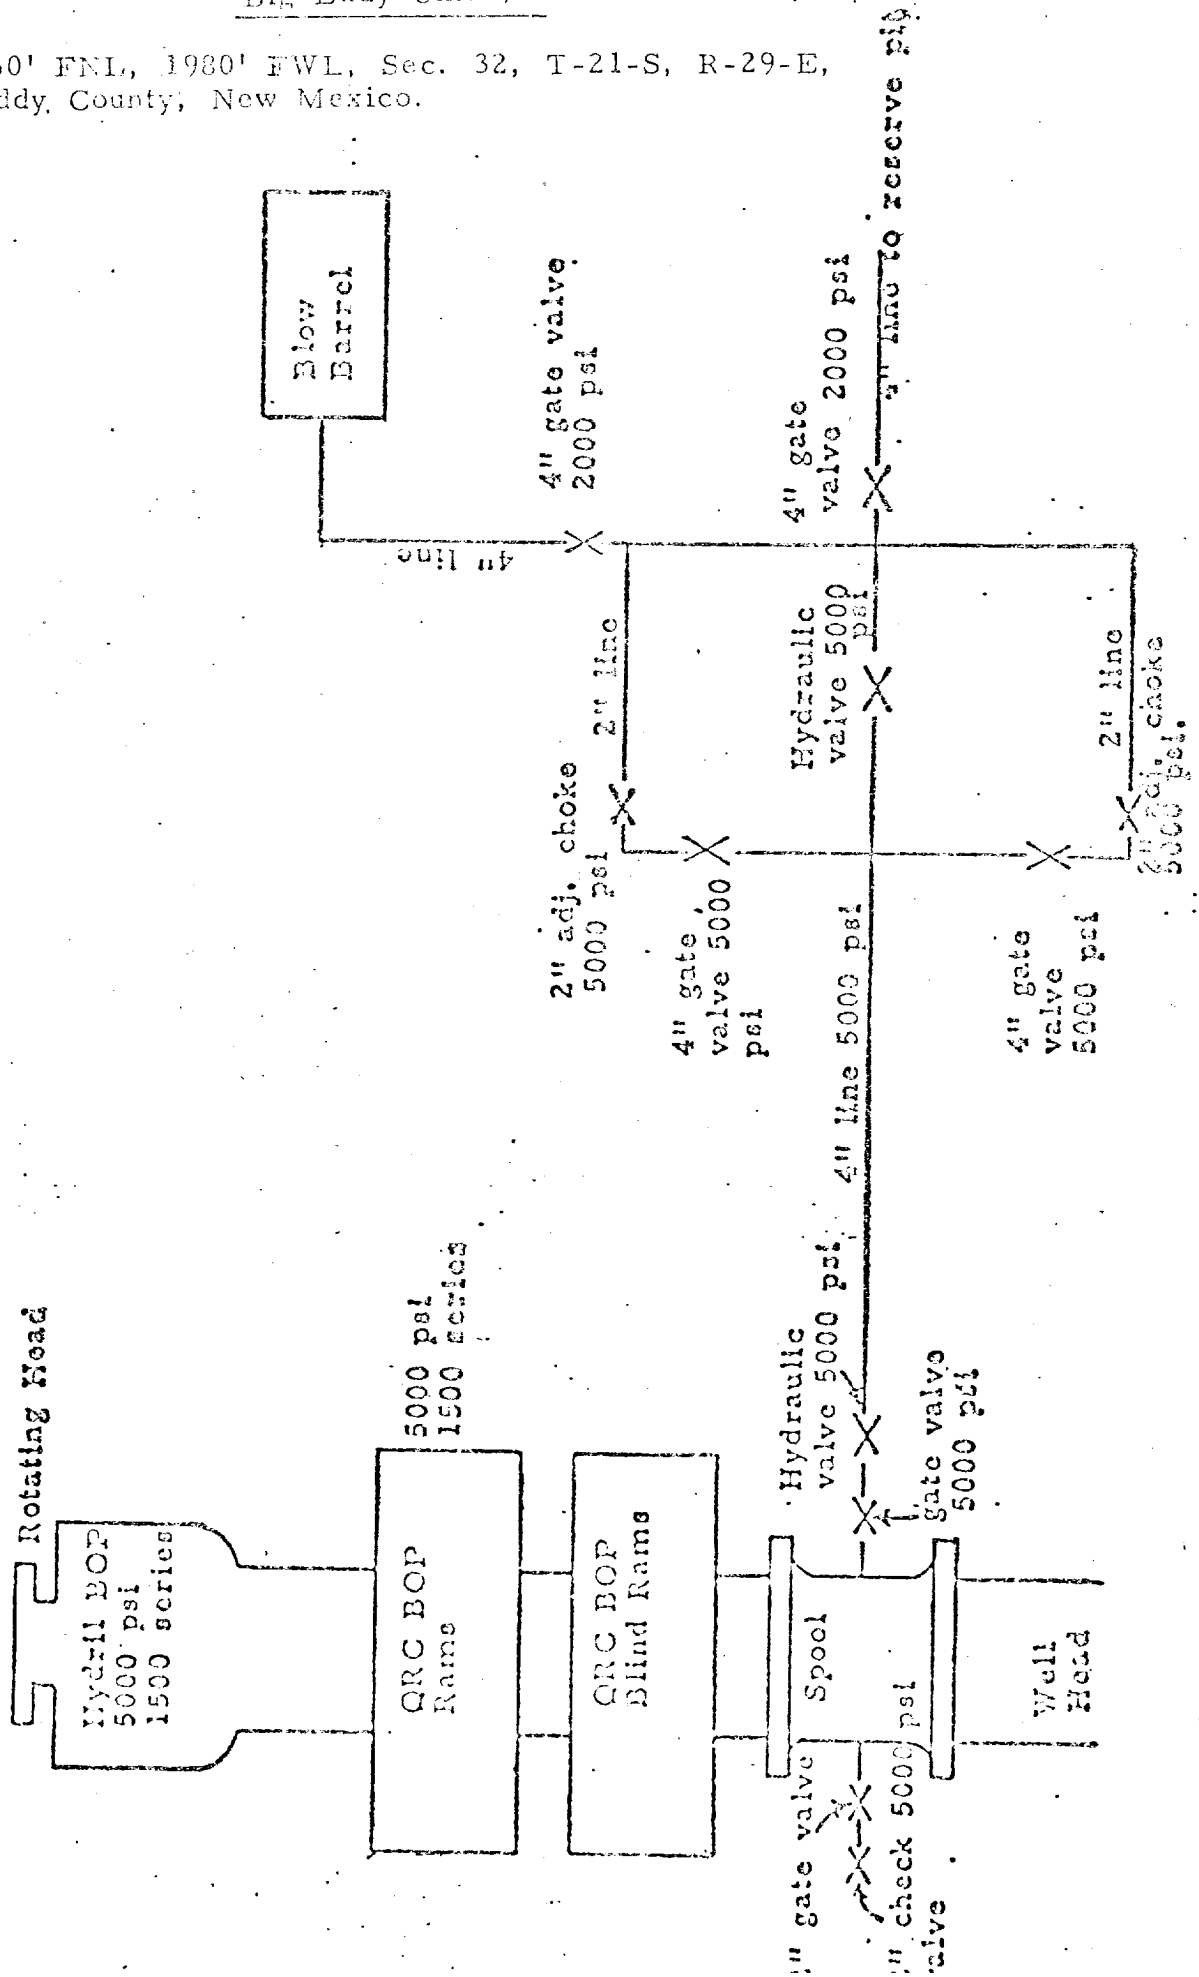 Big Eddy Unit
FNL, 1980' FWL, Sec. 32, T-21-S, R-29-E,
County, New Mexico.
Rotating Head
Hydril BOP
5000 psi
1500 series
5000 psi
1500 series
QRC BOP
Rams
QRC BOP
Blind Rams
Spool
Well
Head
gate valve
check 5000 psi
valve
Hydraulic
valve 5000 psi
gate valve
5000 psi
4" line 5000 psi
2" adj. choke
5000 psi
4" gate
valve 5000
psi
4" gate
valve
5000 psi
2" line
Hydraulic
valve 5000
psi
2" line
2" adj. choke
5000 psi.
4" line
4" gate valve
2000 psi
4" gate
valve 2000 psi
4" line to reserve pit
Blow
Barrel